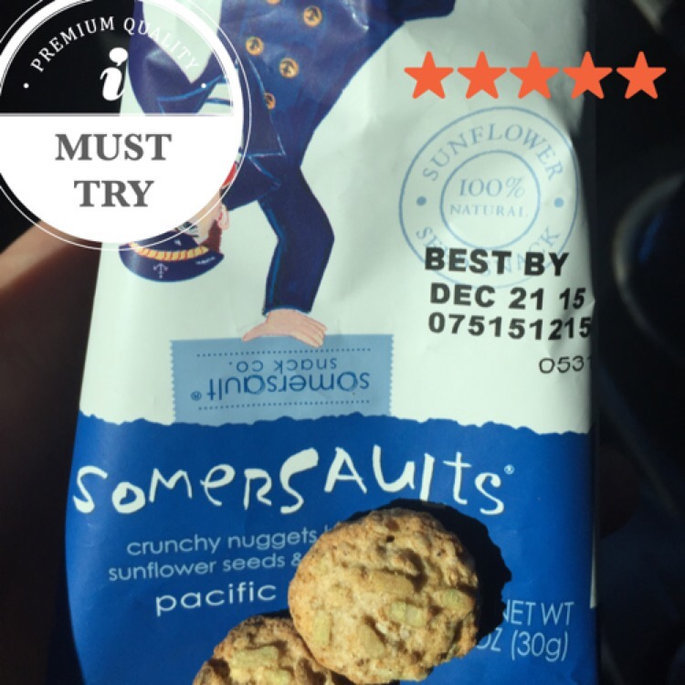 PREMIUM QUALITY
i
MUST
TRY
SUNFLOWER
100%
NATURAL
BEST BY
DEC 21 15
075151215
0531
somersault®
snack co.
SOMERSAULTS®
crunchy nuggets
sunflower seeds &
pacific
NET WT
OZ (30g)